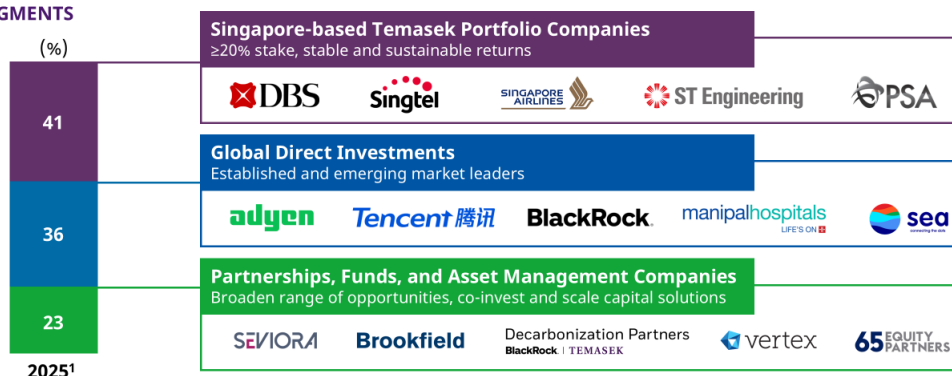 GMENTS
(%)
41
36
23
2025¹
Singapore-based Temasek Portfolio Companies
≥20% stake, stable and sustainable returns
DBS
Singtel
SINGAPORE
AIRLINES
ST Engineering
PSA
Global Direct Investments
Established and emerging market leaders
adyen
Tencent 腾讯
BlackRock.
manipalhospitals
LIFE'S ON
sea
connecting the dots
Partnerships, Funds, and Asset Management Companies
Broaden range of opportunities, co-invest and scale capital solutions
SEVIORA
Brookfield
Decarbonization Partners
BlackRock | TEMASEK
vertex
65 EQUITY
PARTNERS